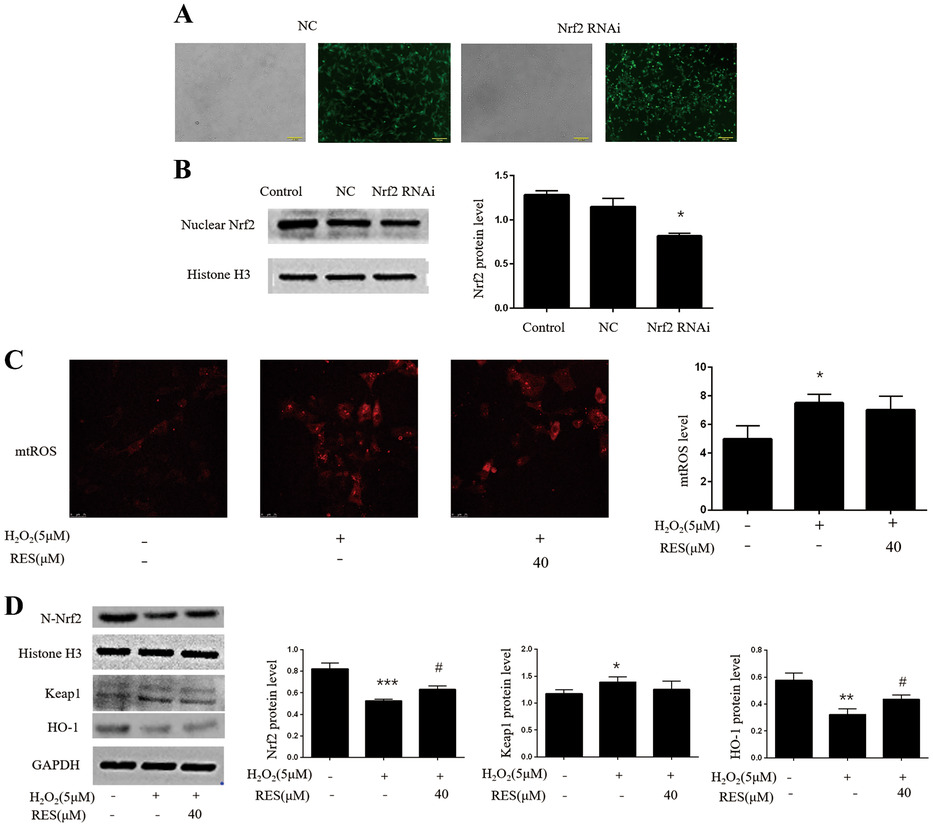 A
NC
Nrf2 RNAi
B
Control NC Nrf2 RNAi
Nuclear Nrf2
Histone H3
Nrf2 protein level
1.5
1.0
0.5
0.0
*
Control NC Nrf2 RNAi
C
mtROS
H₂O₂(5μM) - + +
RES(μM) - - 40
mtROS level
10
8
6
4
2
0
*
H₂O₂(5μM) - + +
RES(μM) - - 40
D
N-Nrf2
Histone H3
Keap1
HO-1
GAPDH
H₂O₂(5μM) - + +
RES(μM) - - 40
Nrf2 protein level
1.0
0.8
0.6
0.4
0.2
0.0
***
#
H₂O₂(5μM) - + +
RES(μM) - - 40
Keap1 protein level
2.0
1.5
1.0
0.5
0.0
*
H₂O₂(5μM) - + +
RES(μM) - - 40
HO-1 protein level
0.8
0.6
0.4
0.2
0.0
**
#
H₂O₂(5μM) - + +
RES(μM) - - 40